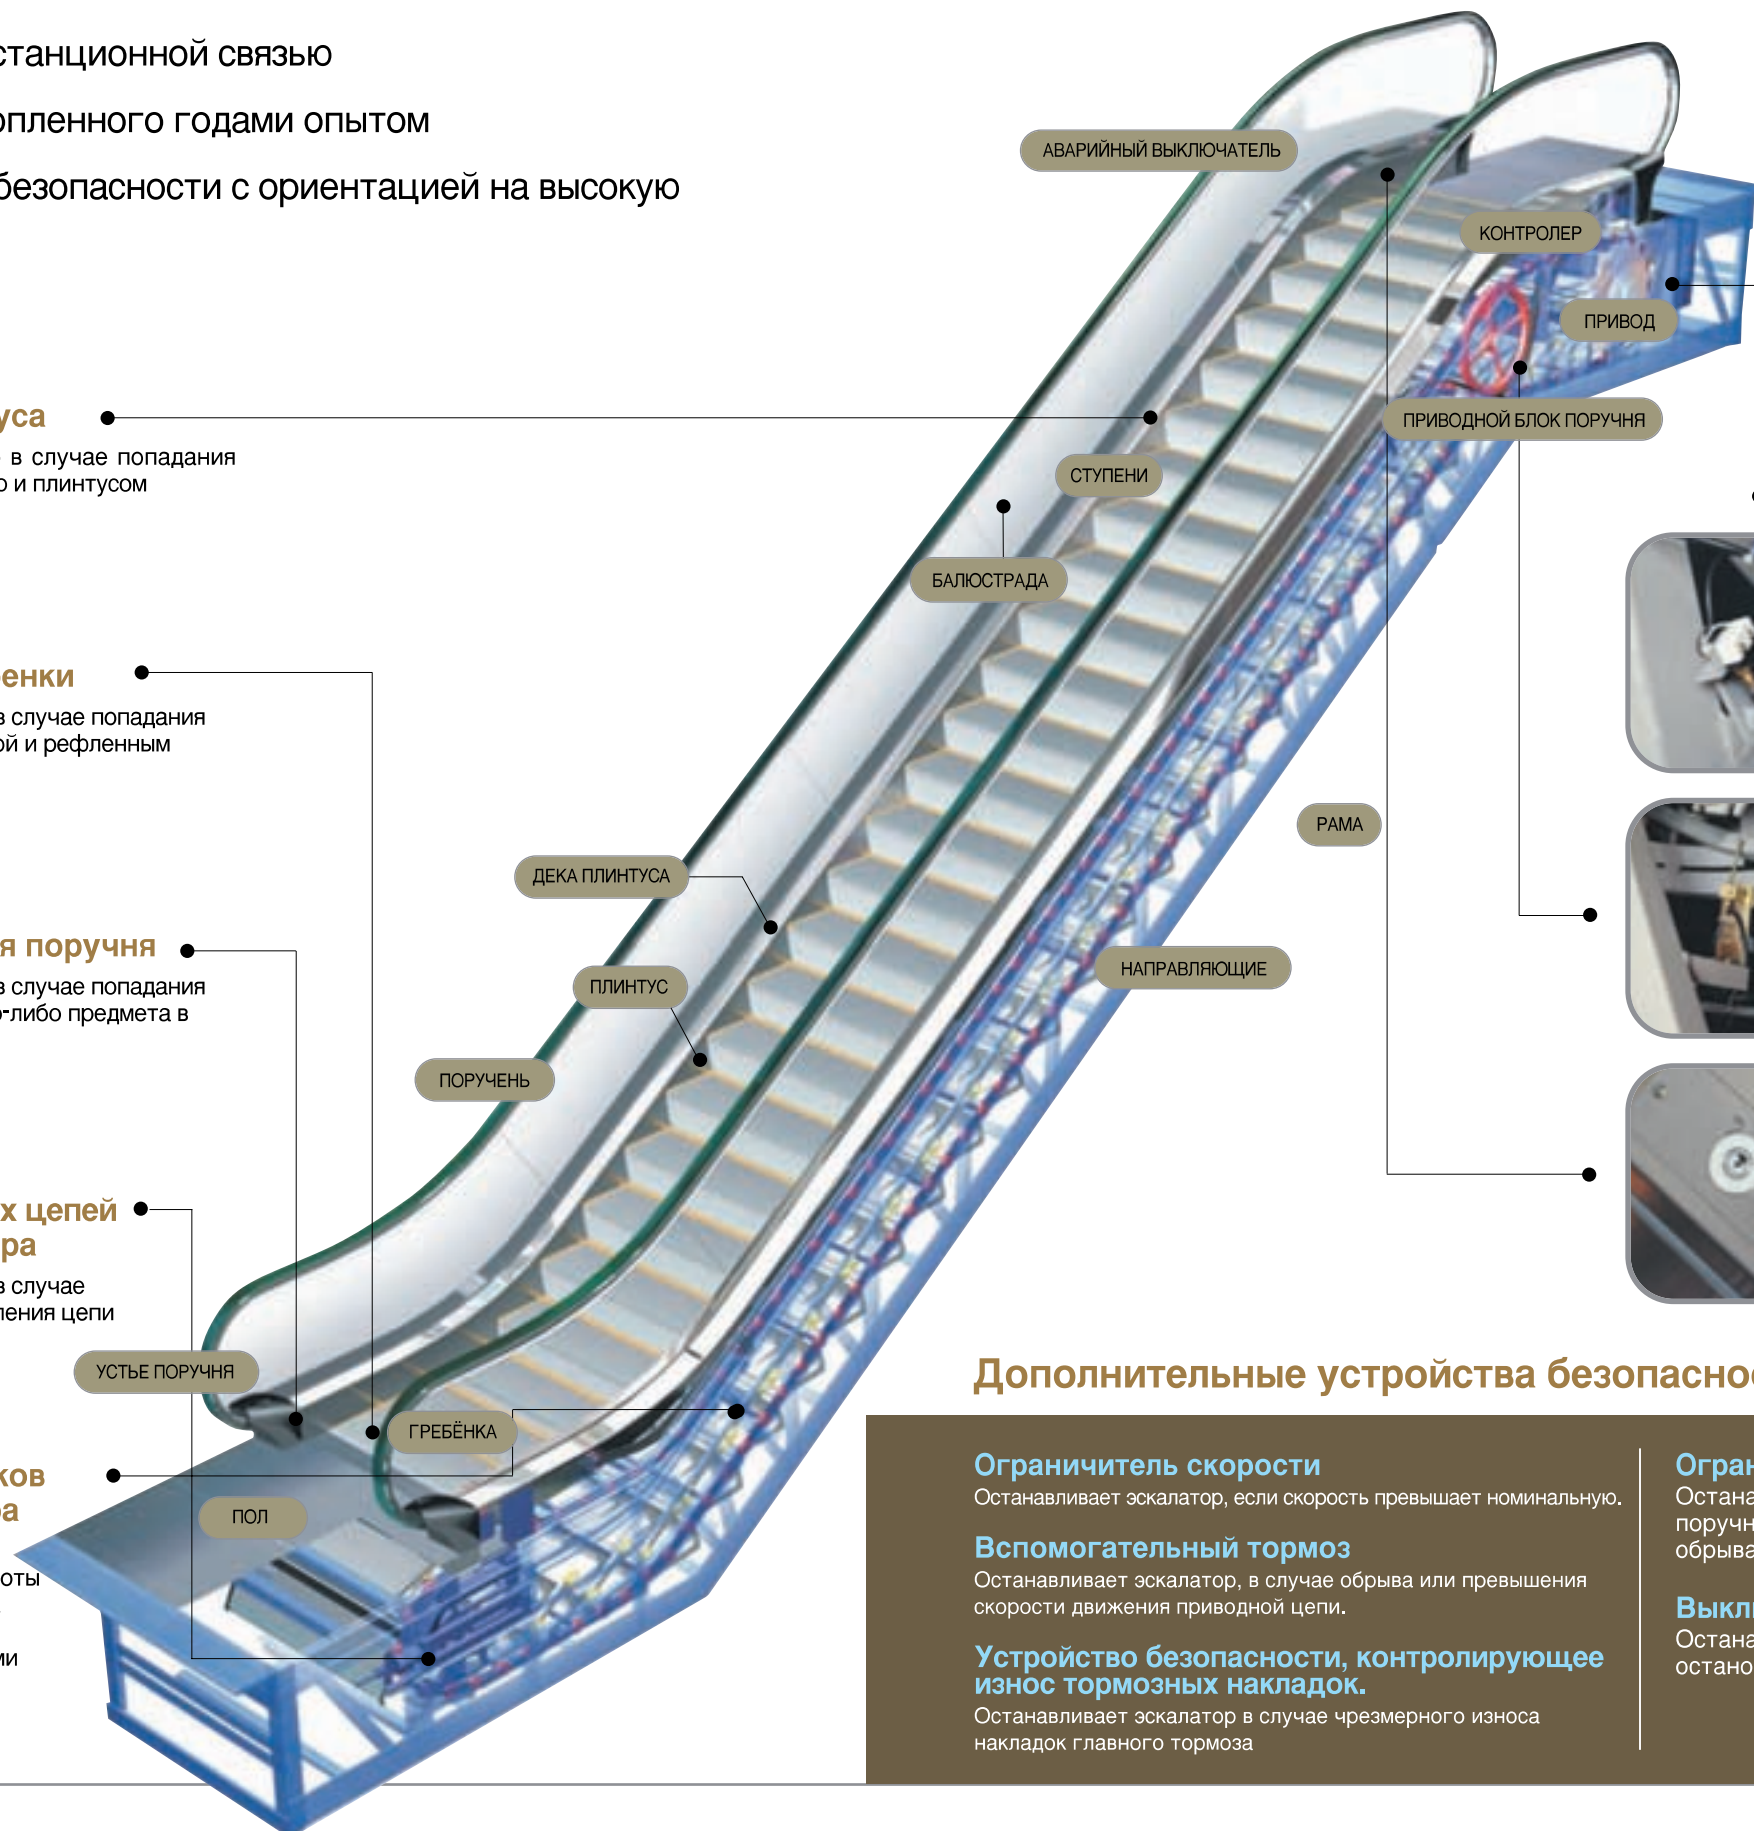 станционной связью
опленного годами опытом
безопасности с ориентацией на высокую
уса
в случае попадания
о и плинтусом
енки
в случае попадания
ой и рефленным
я поручня
в случае попадания
о-либо предмета в
х цепей
ра
в случае
ления цепи
ков
ра
оты
ми
АВАРИЙНЫЙ ВЫКЛЮЧАТЕЛЬ
КОНТРОЛЕР
ПРИВОД
ПРИВОДНОЙ БЛОК ПОРУЧНЯ
СТУПЕНИ
БАЛЮСТРАДА
РАМА
ДЕКА ПЛИНТУСА
НАПРАВЛЯЮЩИЕ
ПЛИНТУС
ПОРУЧЕНЬ
УСТЬЕ ПОРУЧНЯ
ГРЕБЁНКА
ПОЛ
Дополнительные устройства безопасно
Ограничитель скорости
Останавливает эскалатор, если скорость превышает номинальную.
Вспомогательный тормоз
Останавливает эскалатор, в случае обрыва или превышения
скорости движения приводной цепи.
Устройство безопасности, контролирующее
износ тормозных накладок.
Останавливает эскалатор в случае чрезмерного износа
накладок главного тормоза
Огран
Остана
поручн
обрыва
Выкл
Остана
остано